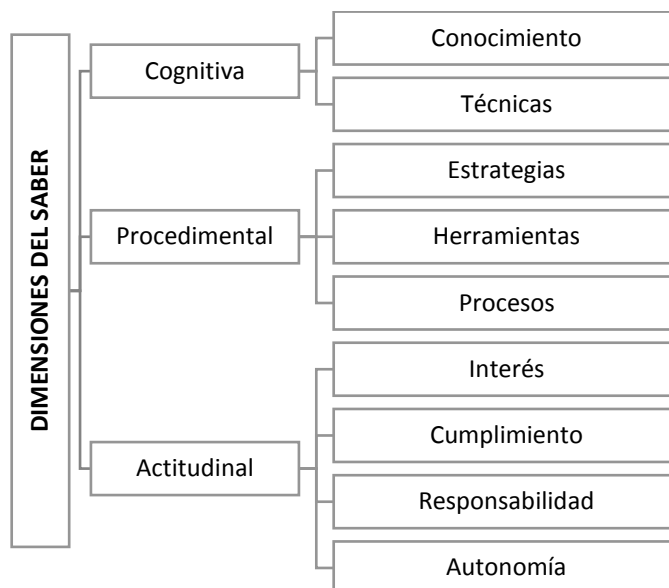 DIMENSIONES DEL SABER
Cognitiva
Conocimiento
Técnicas
Procedimental
Estrategias
Herramientas
Procesos
Actitudinal
Interés
Cumplimiento
Responsabilidad
Autonomía